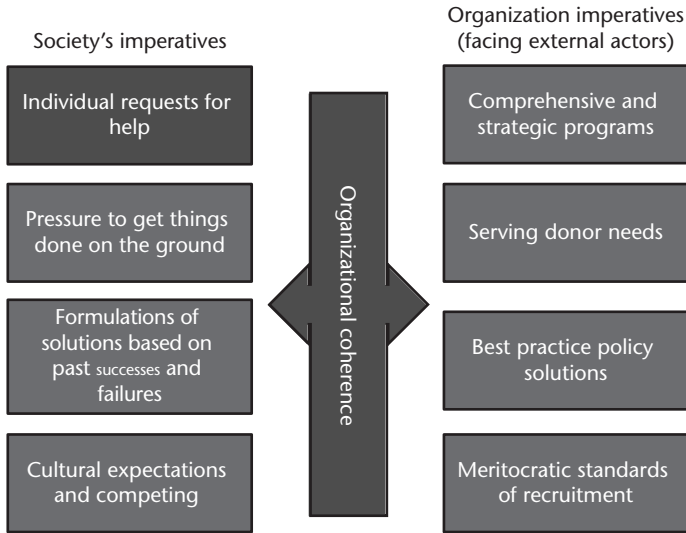 Society’s imperatives
Individual requests for
help
Pressure to get things
done on the ground
Formulations of
solutions based on
past successes and
failures
Cultural expectations
and competing
Organizational coherence
Organization imperatives
(facing external actors)
Comprehensive and
strategic programs
Serving donor needs
Best practice policy
solutions
Meritocratic standards
of recruitment